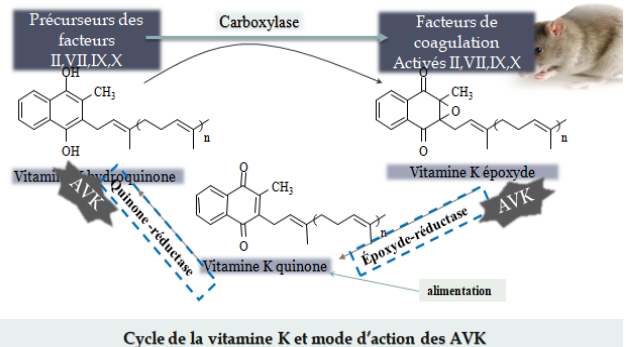 Précurseurs des
facteurs
II,VII,IX,X
Carboxylase
Facteurs de
coagulation
Activés II,VII,IX,X
OH
CH3
n
OH
O
CH3
O
n
O
Vitamine hydroquinone
AVK
Vitamine K époxyde
AVK
Quinone -réductase
O
CH3
n
O
Époxyde-réductase
Vitamine K quinone
alimentation
Cycle de la vitamine K et mode d'action des AVK